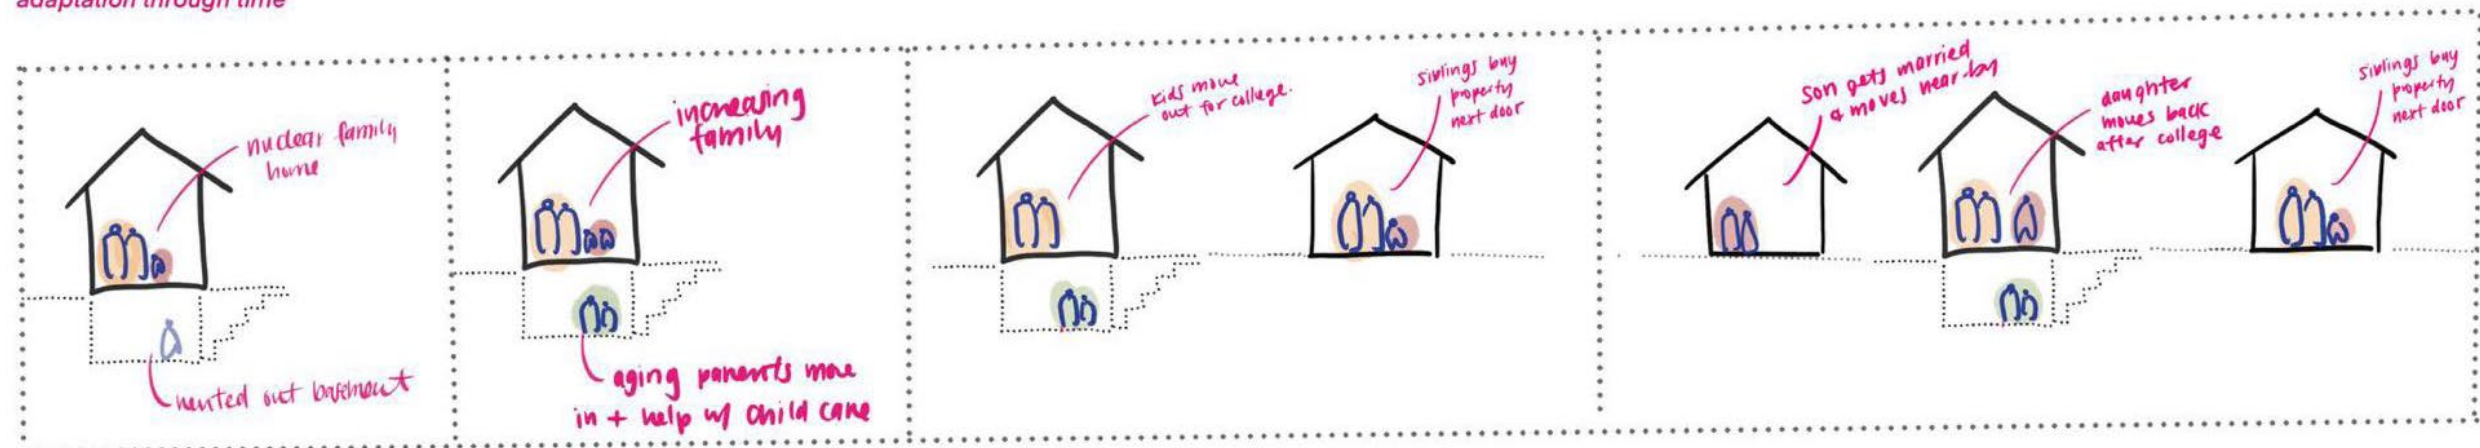 adaptation through time
nuclear family
home
rented out basement
increasing
family
aging parents move
in + help w/ child care
kids move
out for college.
siblings buy
property
next door
son gets married
& moves near-by
daughter
moves back
after college
siblings buy
property
next door